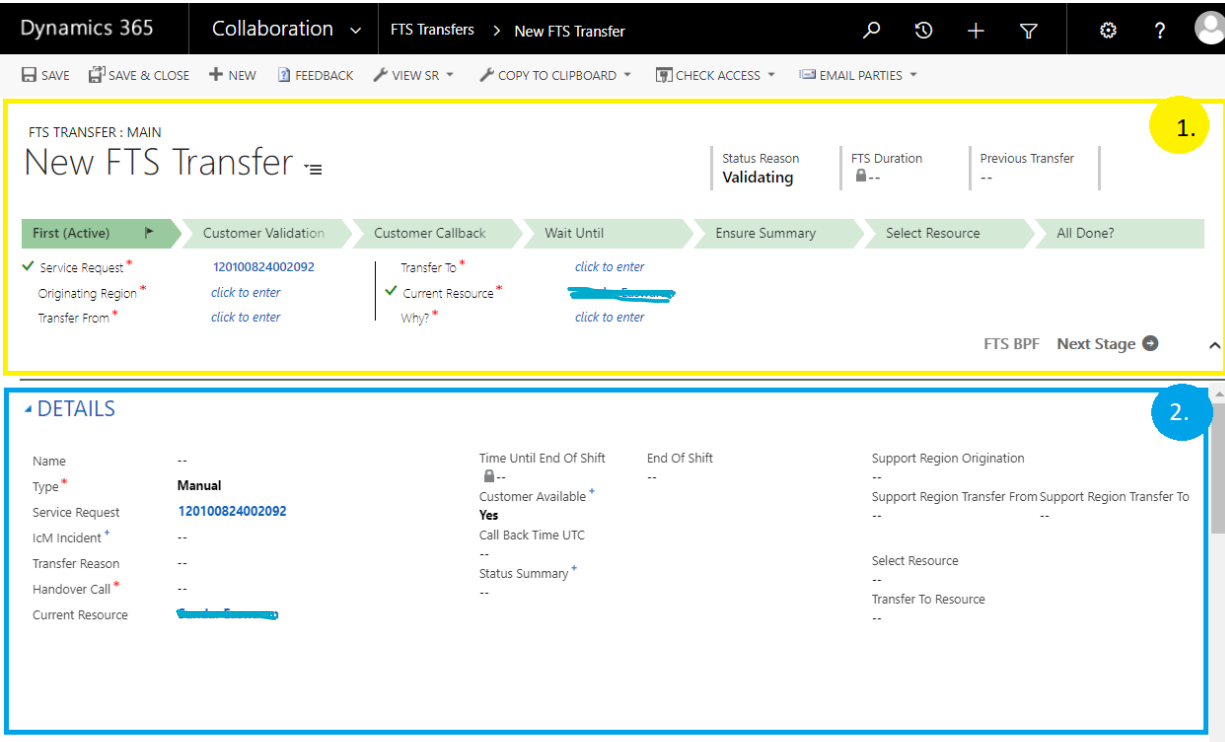 Dynamics 365 Collaboration FTS Transfers > New FTS Transfer
SAVE SAVE & CLOSE NEW FEEDBACK VIEW SR COPY TO CLIPBOARD CHECK ACCESS EMAIL PARTIES
1.
FTS TRANSFER : MAIN
New FTS Transfer
Status Reason FTS Duration Previous Transfer
Validating -- --
First (Active) Customer Validation Customer Callback Wait Until Ensure Summary Select Resource All Done?
Service Request* 120100824002092 Transfer To* click to enter
Originating Region* click to enter Current Resource*
Transfer From* click to enter Why?* click to enter
FTS BPF Next Stage
DETAILS
2.
Name -- Time Until End Of Shift End Of Shift Support Region Origination
-- -- --
Type* Manual Customer Available+ Support Region Transfer From Support Region Transfer To
Service Request 120100824002092 Yes -- --
IcM Incident+ -- Call Back Time UTC
Transfer Reason -- -- Select Resource
Status Summary+ --
Handover Call* -- -- Transfer To Resource
Current Resource --